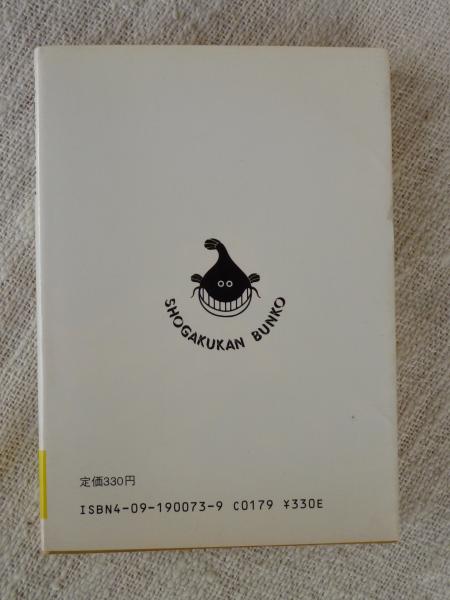 SHOGAKUKAN BUNKO
定価330円
ISBN4-09-190073-9 C0179 ¥330E